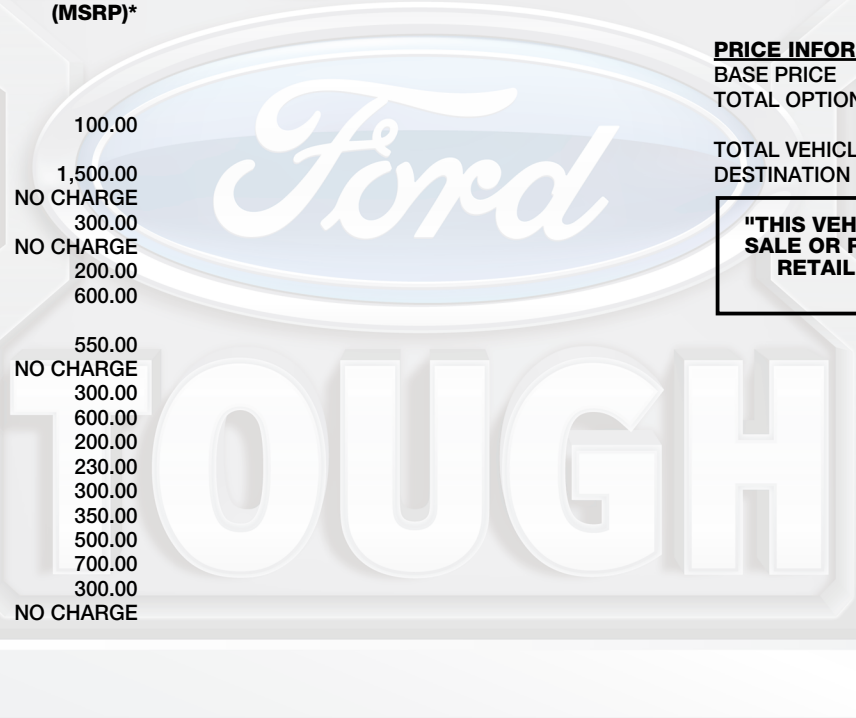 (MSRP)*
100.00
1,500.00
NO CHARGE
300.00
NO CHARGE
200.00
600.00
550.00
NO CHARGE
300.00
600.00
200.00
230.00
300.00
350.00
500.00
700.00
300.00
NO CHARGE
PRICE INFOR
BASE PRICE
TOTAL OPTION
TOTAL VEHICL
DESTINATION
"THIS VEH
SALE OR F
RETAIL
Ford
TOUGH